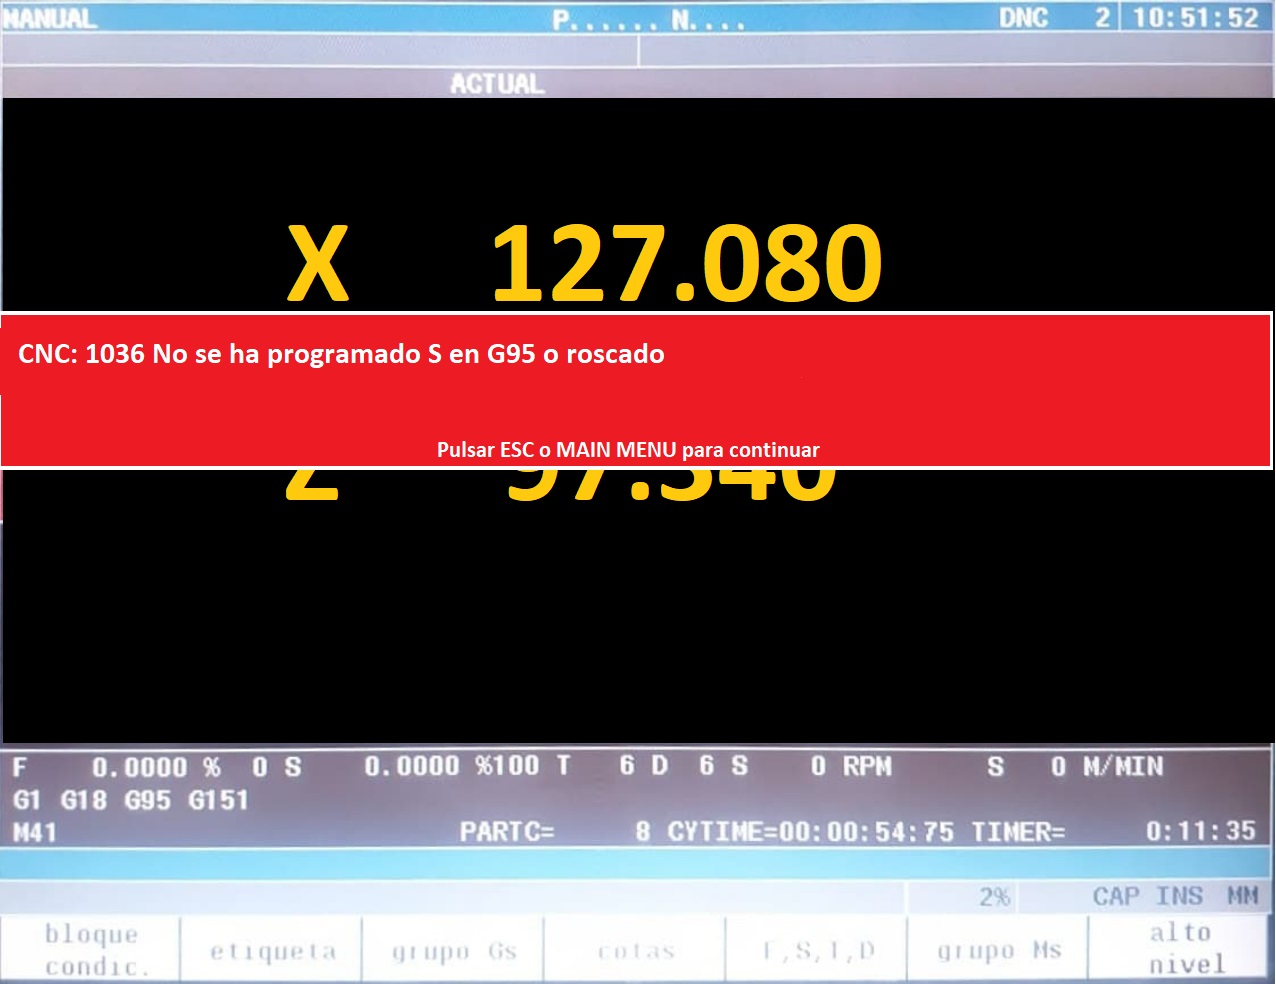 MANUAL P...... N.... DNC 2 10:51:52
ACTUAL
X 127.080
CNC: 1036 No se ha programado S en G95 o roscado
Pulsar ESC o MAIN MENU para continuar
Z 97.340
F 0.0000 % 0 S 0.0000 %100 T 6 D 6 S 0 RPM S 0 M/MIN
G1 G18 G95 G151
M41 PARTC= 8 CYTIME=00:00:54:75 TIMER= 0:11:35
2% CAP INS MM
bloque condic.
etiqueta
grupo Gs
cotas
F,S,T,D
grupo Ms
alto nivel